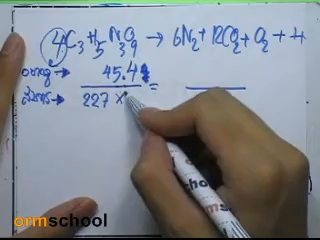 4C₃H₅N₃O₉ → 6N₂ + 12CO₂ + O₂ + H
→ 45.4
227 × =
ormschool